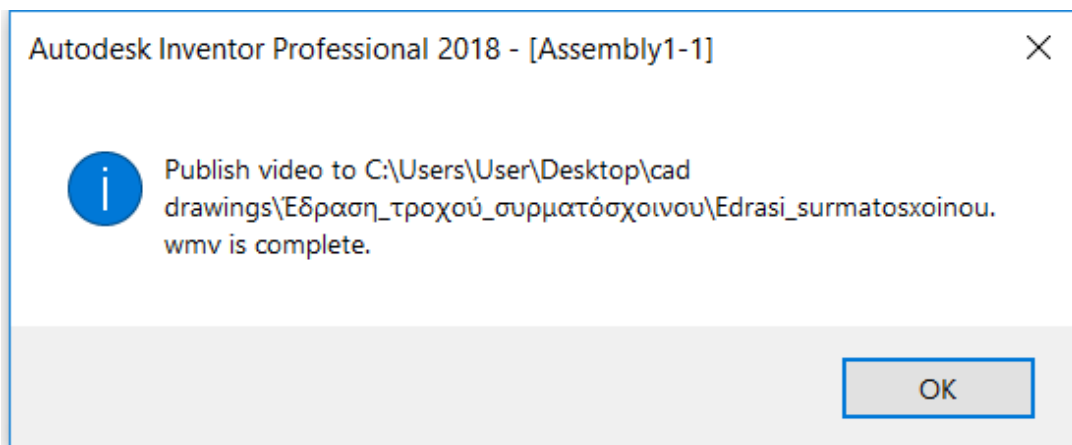 Autodesk Inventor Professional 2018 - [Assembly1-1]
Publish video to C:\Users\User\Desktop\cad
drawings\Έδραση_τροχού_συρματόσχοινου\Edrasi_surmatosxoinou.
wmv is complete.
OK